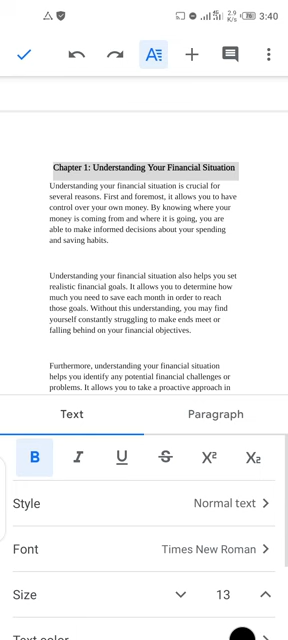 2.9
K/s
3:40
A
Chapter 1: Understanding Your Financial Situation
Understanding your financial situation is crucial for
several reasons. First and foremost, it allows you to have
control over your own money. By knowing where your
money is coming from and where it is going, you are
able to make informed decisions about your spending
and saving habits.
Understanding your financial situation also helps you set
realistic financial goals. It allows you to determine how
much you need to save each month in order to reach
those goals. Without this understanding, you may find
yourself constantly struggling to make ends meet or
falling behind on your financial objectives.
Furthermore, understanding your financial situation
helps you identify any potential financial challenges or
problems. It allows you to take a proactive approach in
Text Paragraph
B I U S X² X₂
Style Normal text
Font Times New Roman
Size 13
Text color